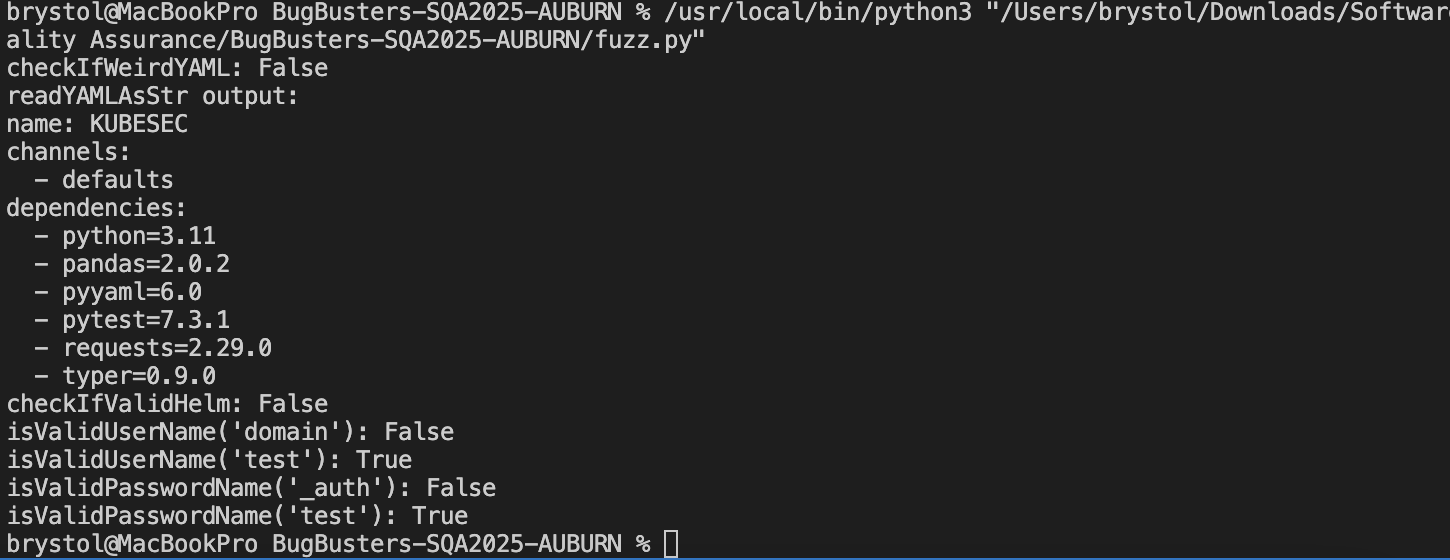 brystol@MacBookPro BugBusters-SQA2025-AUBURN % /usr/local/bin/python3 "/Users/brystol/Downloads/Softwar
ality Assurance/BugBusters-SQA2025-AUBURN/fuzz.py"
checkIfWeirdYAML: False
readYAMLAsStr output:
name: KUBESEC
channels:
  - defaults
dependencies:
  - python=3.11
  - pandas=2.0.2
  - pyyaml=6.0
  - pytest=7.3.1
  - requests=2.29.0
  - typer=0.9.0
checkIfValidHelm: False
isValidUserName('domain'): False
isValidUserName('test'): True
isValidPasswordName('_auth'): False
isValidPasswordName('test'): True
brystol@MacBookPro BugBusters-SQA2025-AUBURN %